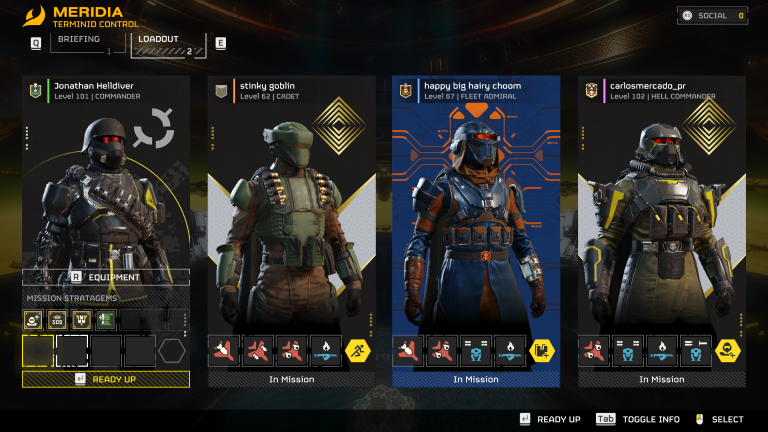 MERIDIA
TERMINID CONTROL
SOCIAL 0
Q
BRIEFING
1
LOADOUT
2
E
Jonathan Helldiver
Level 101 | COMMANDER
stinky goblin
Level 62 | CADET
happy big hairy choom
Level 67 | FLEET ADMIRAL
carlosmercado_pr
Level 102 | HELL COMMANDER
R EQUIPMENT
MISSION STRATAGEMS
SOS
READY UP
In Mission
In Mission
In Mission
READY UP
Tab TOGGLE INFO
SELECT